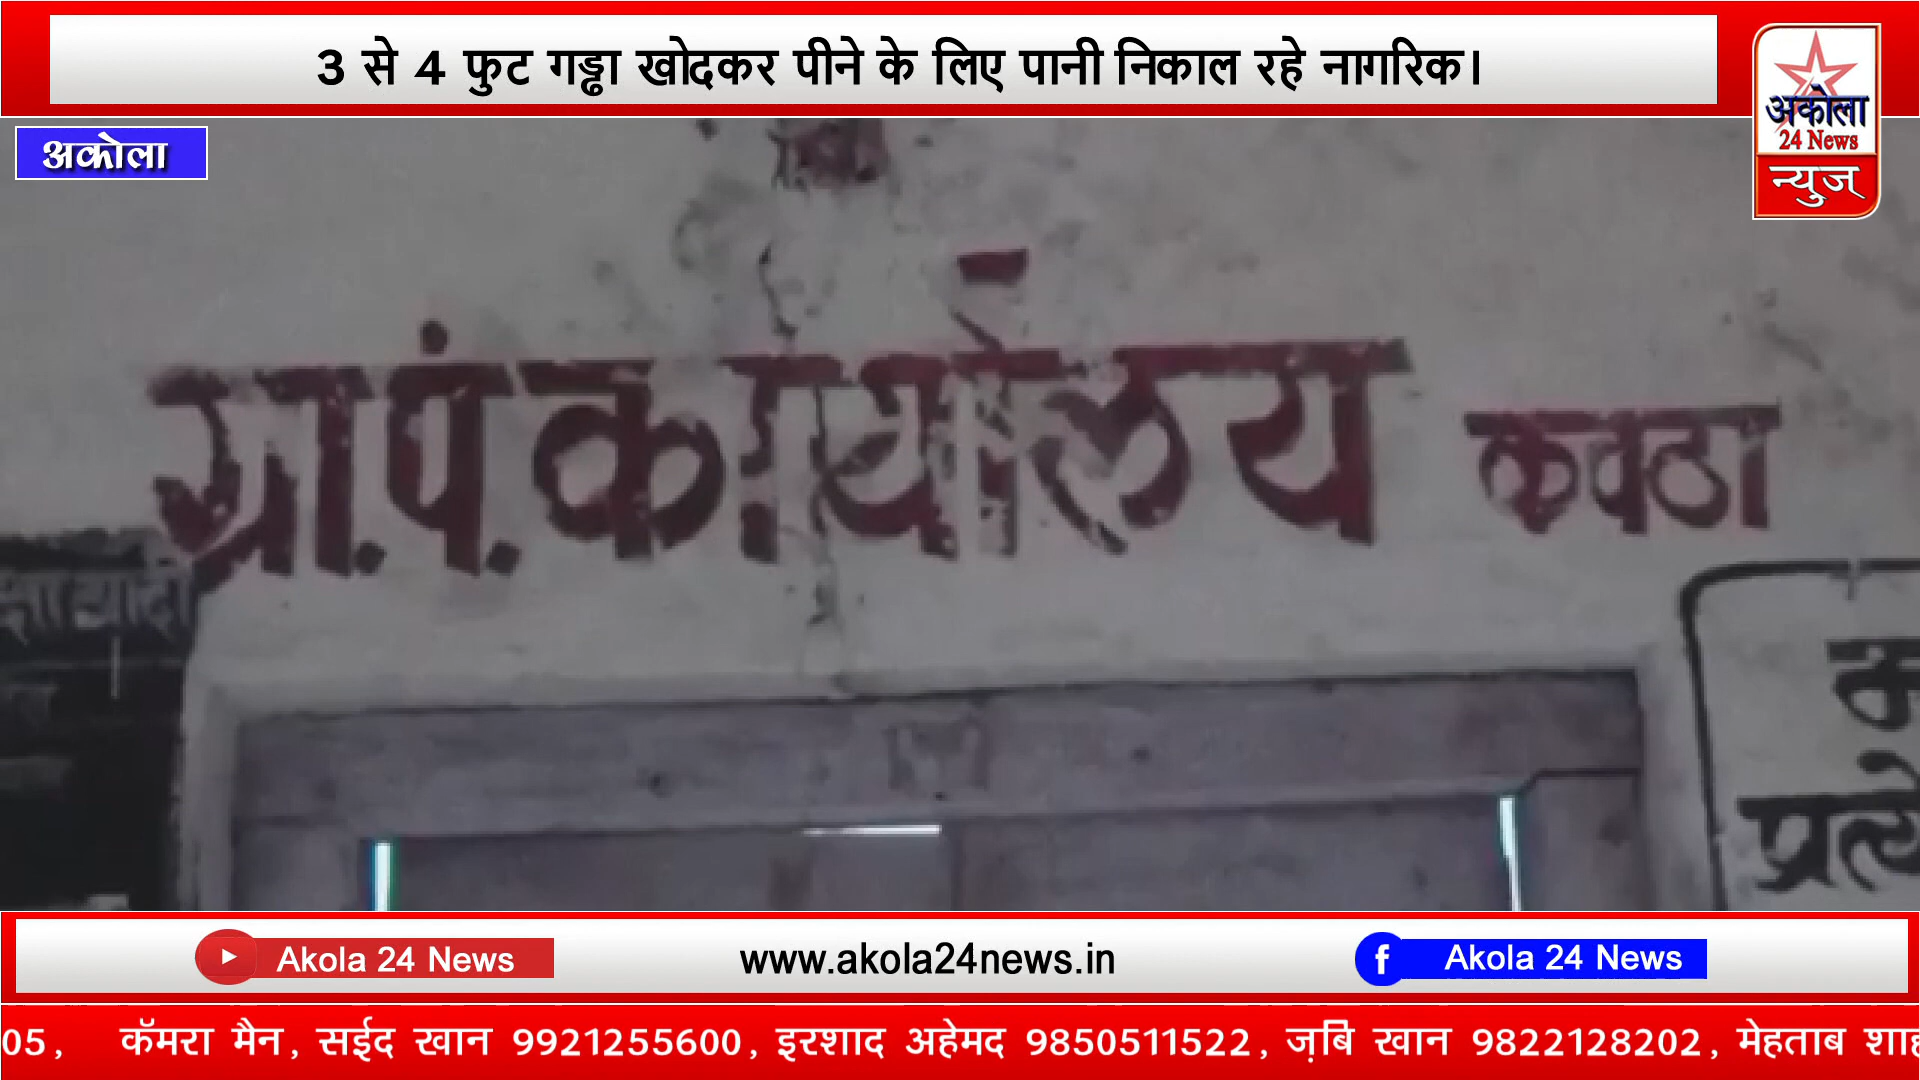 3 से 4 फुट गड्ढा खोदकर पीने के लिए पानी निकाल रहे नागरिक।
अकोला
24 News
न्युज्
अकोला
ग्रा.पं. कार्यालय कवठा
प्रत्ये
Akola 24 News
www.akola24news.in
Akola 24 News
05, कॅमरा मैन, सईद खान 9921255600, इरशाद अहेमद 9850511522, ज़बि खान 9822128202, मेहताब शाह